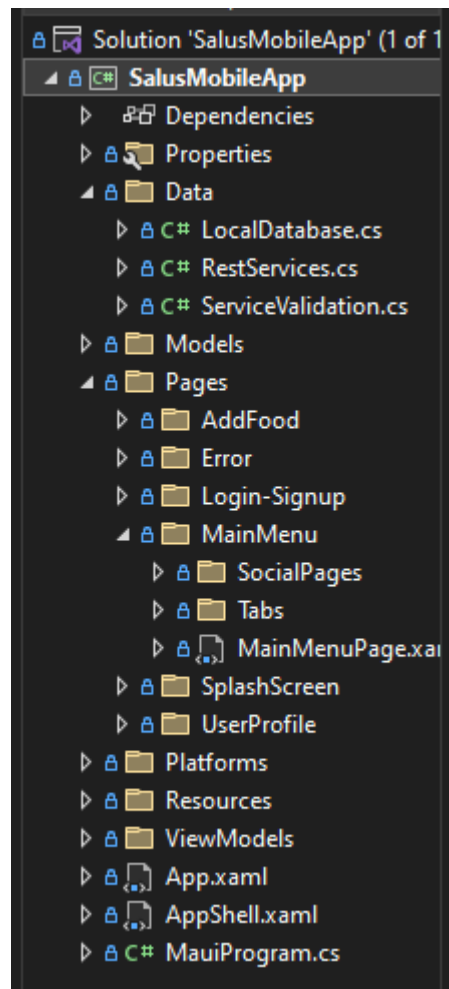 Solution 'SalusMobileApp' (1 of 1
C# SalusMobileApp
Dependencies
Properties
Data
C# LocalDatabase.cs
C# RestServices.cs
C# ServiceValidation.cs
Models
Pages
AddFood
Error
Login-Signup
MainMenu
SocialPages
Tabs
MainMenuPage.xa
SplashScreen
UserProfile
Platforms
Resources
ViewModels
App.xaml
AppShell.xaml
C# MauiProgram.cs